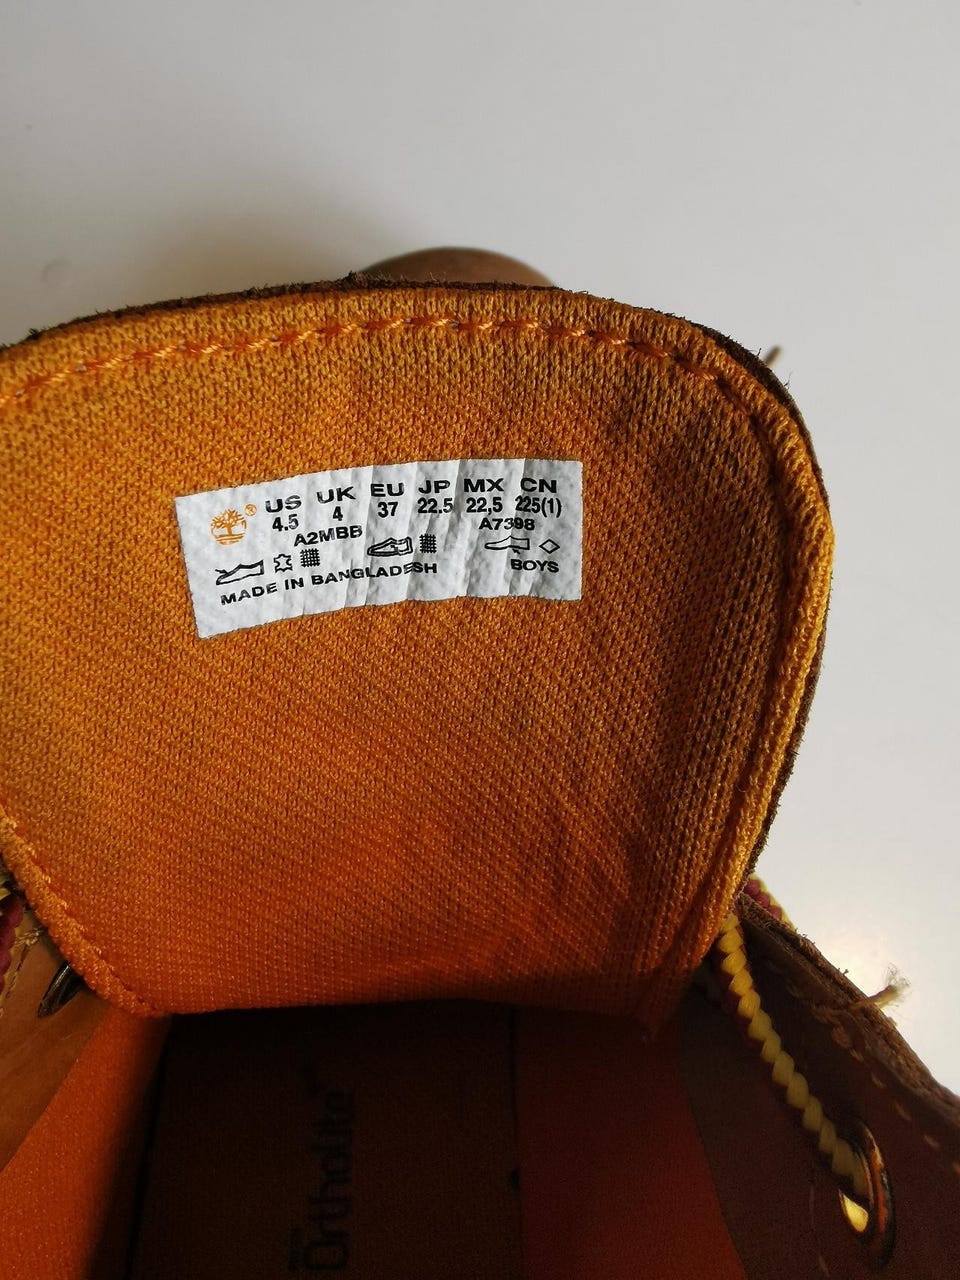 ® US UK EU JP MX CN
4.5 4 37 22.5 22,5 225(1)
A2MBB A7398
MADE IN BANGLADESH BOYS
Ortholite